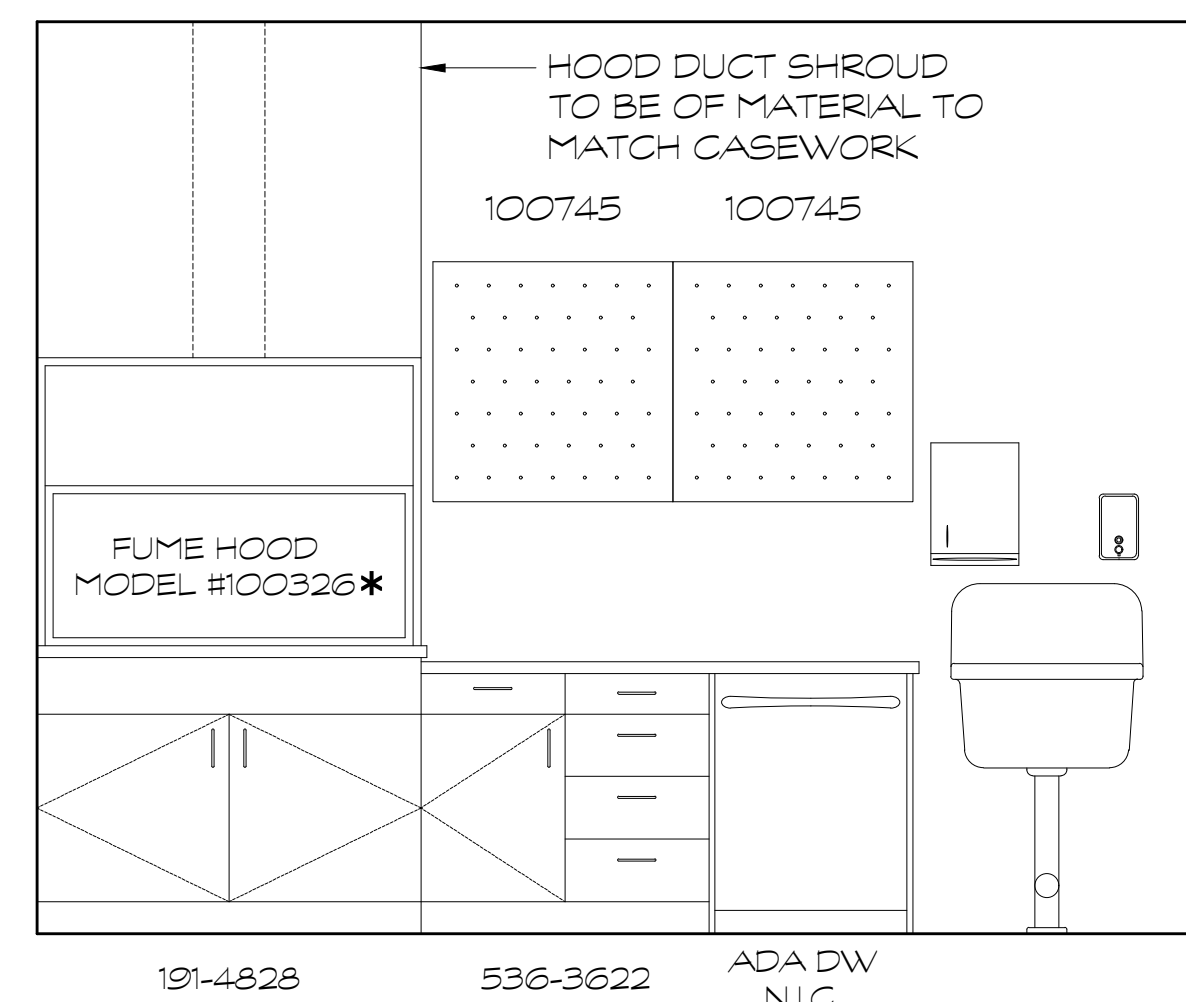 HOOD DUCT SHROUD
TO BE OF MATERIAL TO
MATCH CASEWORK
100745 100745
FUME HOOD
MODEL #100326*
191-4828 536-3622 ADA DW
N.I.C.